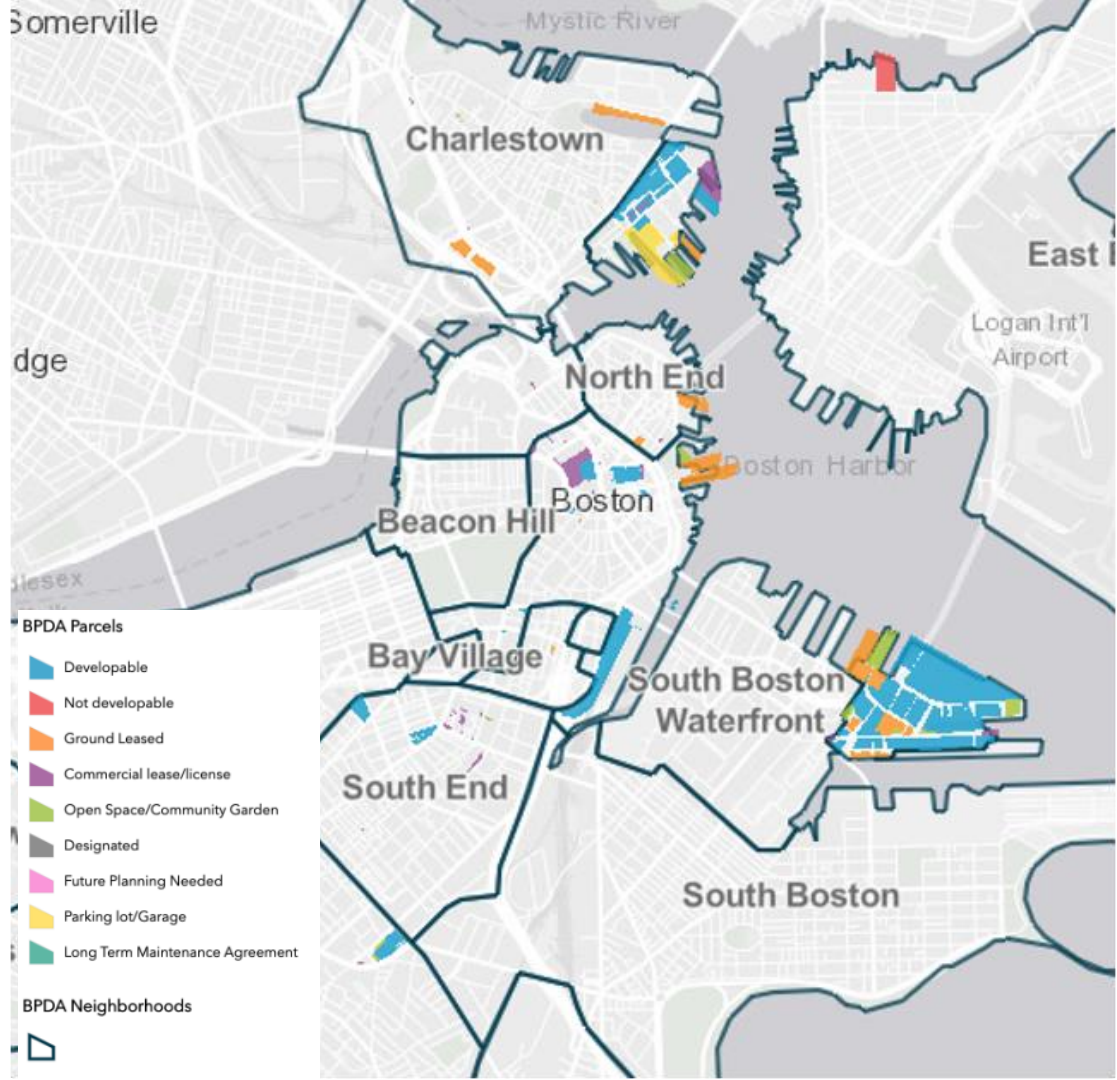 Somerville
Mystic River
Charlestown
East
Logan Int'l
Airport
dge
North End
Boston Harbor
Boston
Beacon Hill
lesex
Bay Village
South Boston
Waterfront
South End
South Boston
BPDA Parcels
Developable
Not developable
Ground Leased
Commercial lease/license
Open Space/Community Garden
Designated
Future Planning Needed
Parking lot/Garage
Long Term Maintenance Agreement
BPDA Neighborhoods